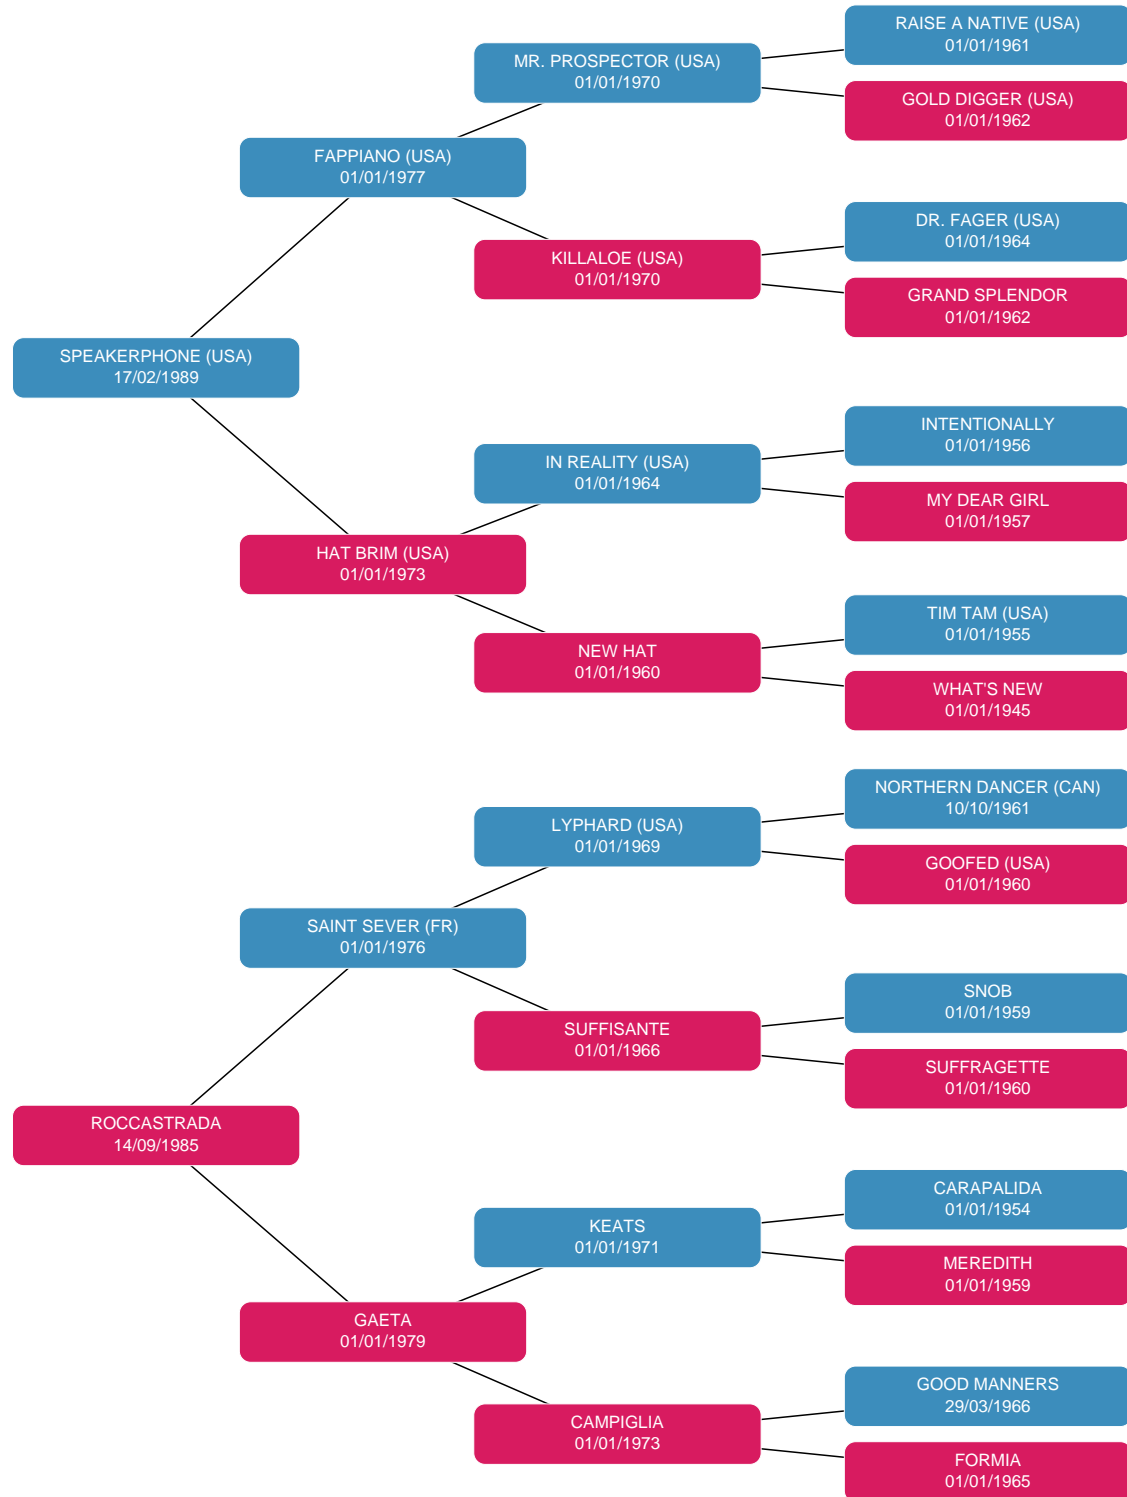 RAISE A NATIVE (USA)
01/01/1961
MR. PROSPECTOR (USA)
01/01/1970
GOLD DIGGER (USA)
01/01/1962
FAPPIANO (USA)
01/01/1977
DR. FAGER (USA)
01/01/1964
KILLALOE (USA)
01/01/1970
GRAND SPLENDOR
01/01/1962
SPEAKERPHONE (USA)
17/02/1989
INTENTIONALLY
01/01/1956
IN REALITY (USA)
01/01/1964
MY DEAR GIRL
01/01/1957
HAT BRIM (USA)
01/01/1973
TIM TAM (USA)
01/01/1955
NEW HAT
01/01/1960
WHAT'S NEW
01/01/1945
NORTHERN DANCER (CAN)
10/10/1961
LYPHARD (USA)
01/01/1969
GOOFED (USA)
01/01/1960
SAINT SEVER (FR)
01/01/1976
SNOB
01/01/1959
SUFFISANTE
01/01/1966
SUFFRAGETTE
01/01/1960
ROCCASTRADA
14/09/1985
CARAPALIDA
01/01/1954
KEATS
01/01/1971
MEREDITH
01/01/1959
GAETA
01/01/1979
GOOD MANNERS
29/03/1966
CAMPIGLIA
01/01/1973
FORMIA
01/01/1965